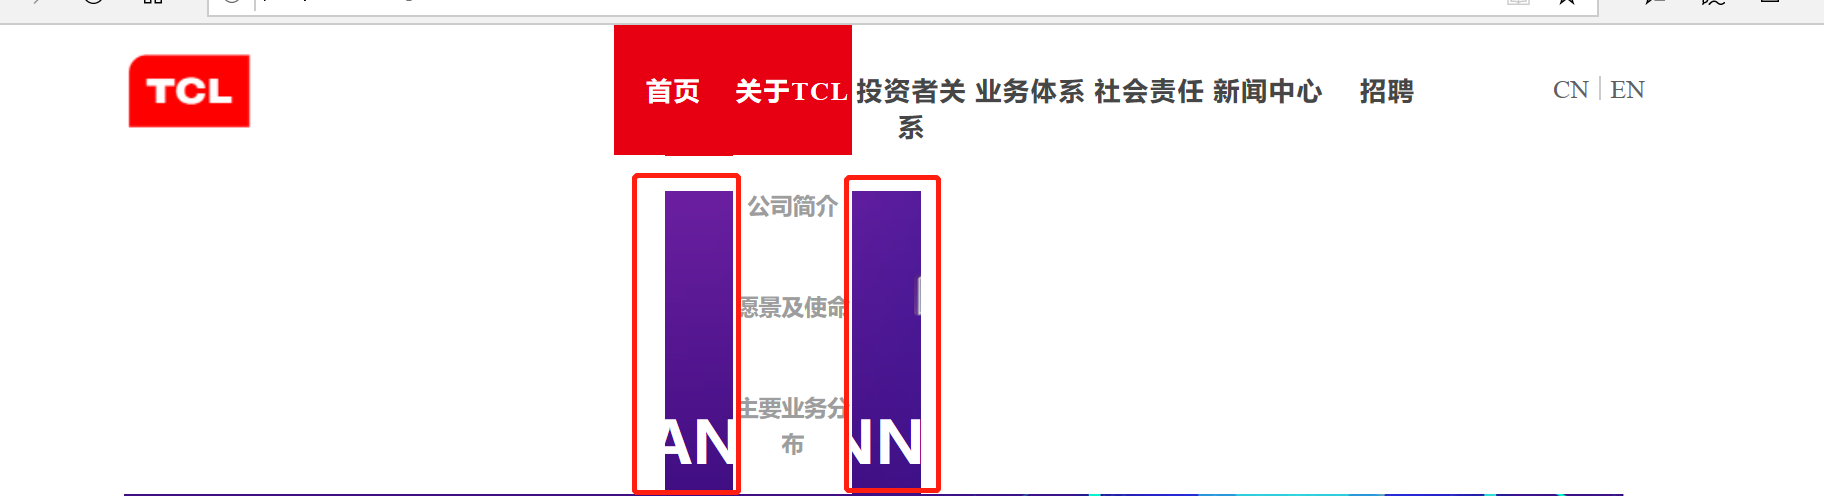 TCL
首页 关于TCL 投资者关系 业务体系 社会责任 新闻中心 招聘
CN | EN
公司简介
愿景及使命
主要业务分
布
AN
NN